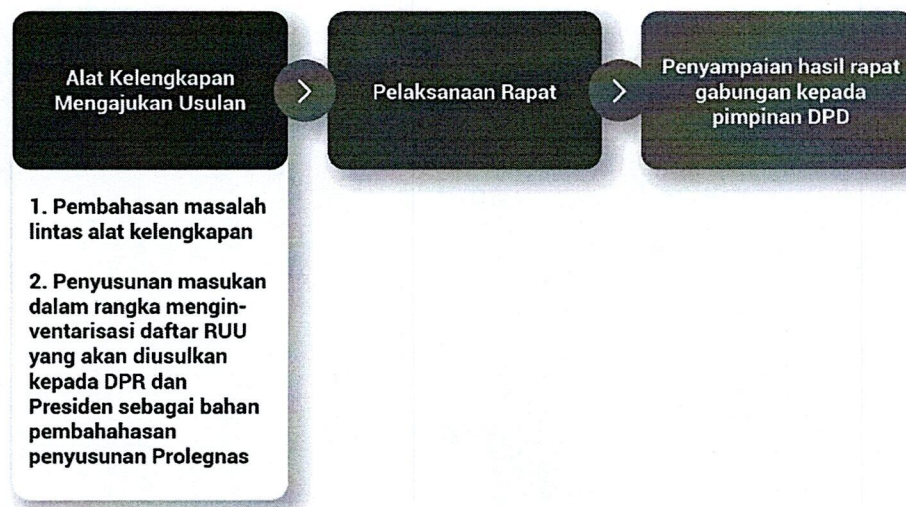 Alat Kelengkapan
Mengajukan Usulan
>
Pelaksanaan Rapat
>
Penyampaian hasil rapat
gabungan kepada
pimpinan DPD
1. Pembahasan masalah
lintas alat kelengkapan
2. Penyusunan masukan
dalam rangka mengin-
ventarisasi daftar RUU
yang akan diusulkan
kepada DPR dan
Presiden sebagai bahan
pembahahasan
penyusunan Prolegnas